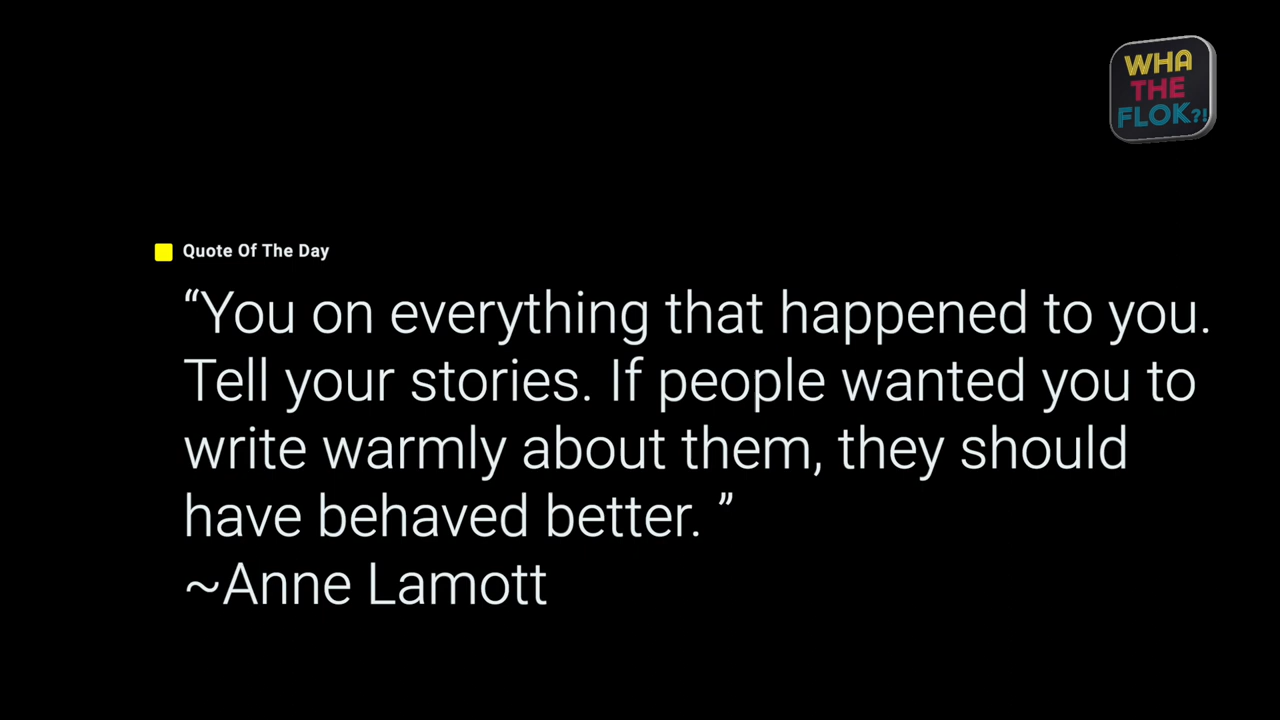 WHA
THE
FLOK?!
Quote Of The Day
“You on everything that happened to you.
Tell your stories. If people wanted you to
write warmly about them, they should
have behaved better. ”
~Anne Lamott